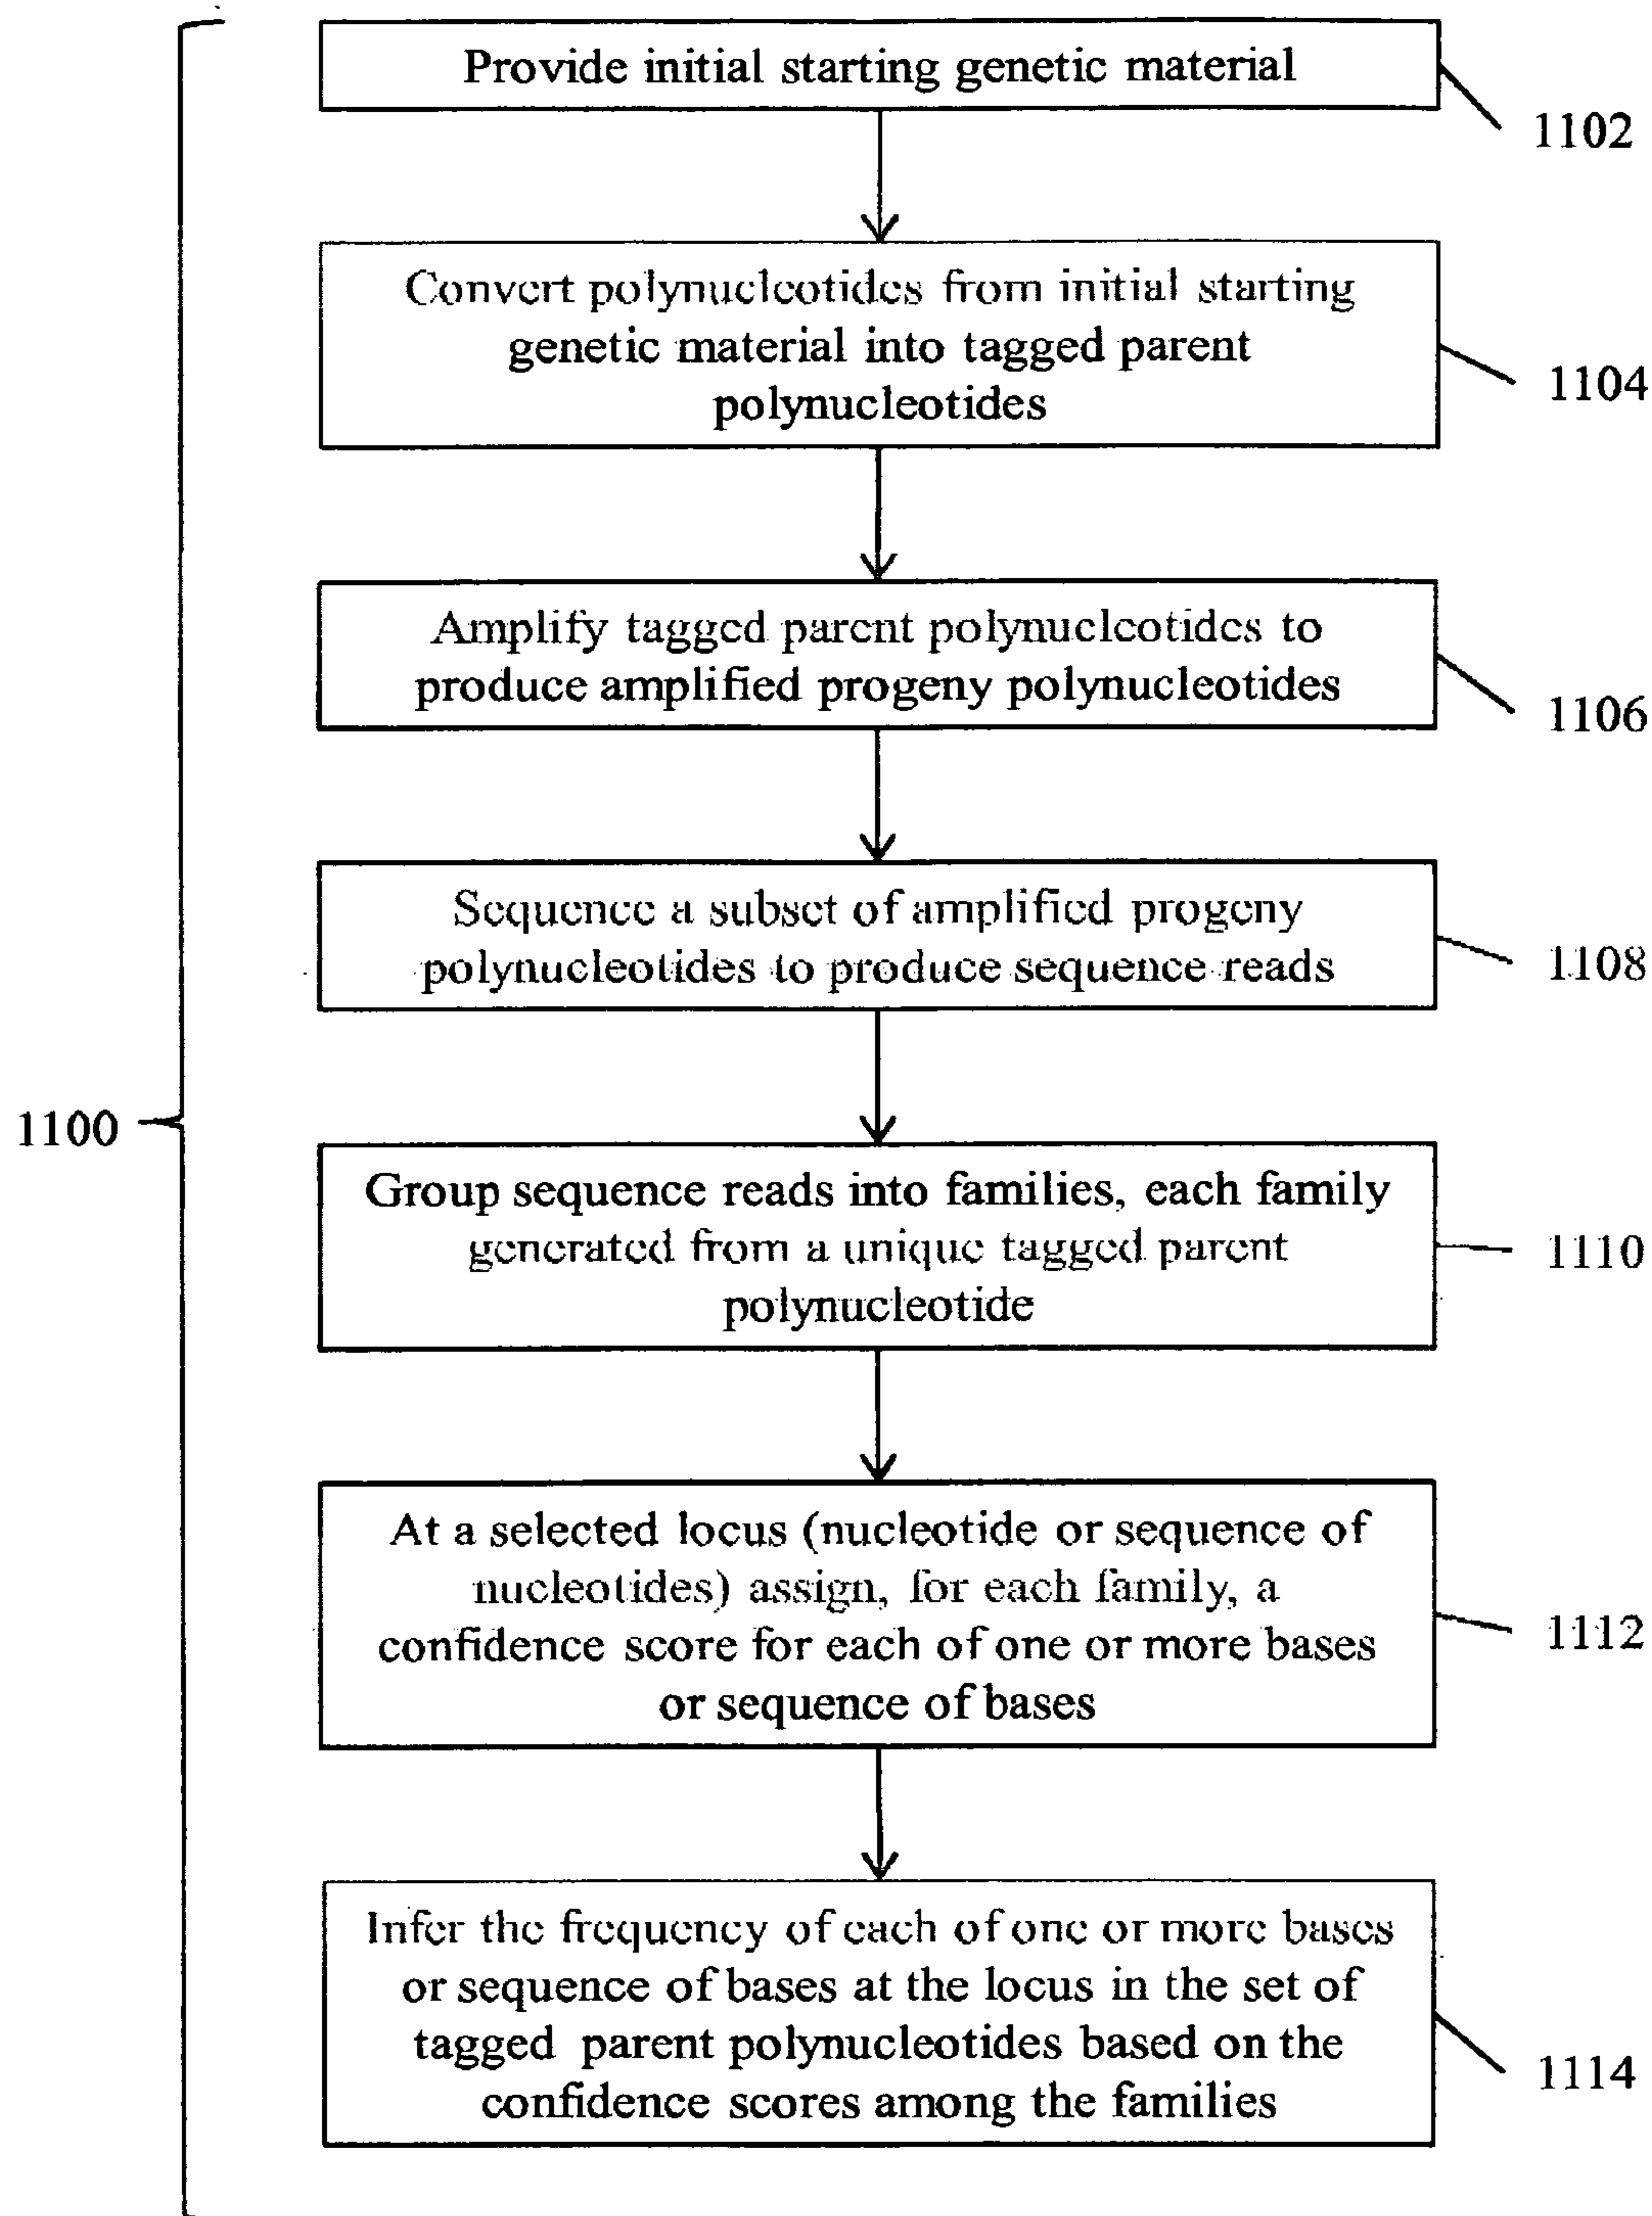 Provide initial starting genetic material
1102
Convert polynucleotides from initial starting
genetic material into tagged parent
polynucleotides
1104
Amplify tagged parent polynucleotides to
produce amplified progeny polynucleotides
1106
Sequence a subset of amplified progeny
polynucleotides to produce sequence reads
1108
1100
Group sequence reads into families, each family
generated from a unique tagged parent
polynucleotide
1110
At a selected locus (nucleotide or sequence of
nucleotides) assign, for each family, a
confidence score for each of one or more bases
or sequence of bases
1112
Infer the frequency of each of one or more bases
or sequence of bases at the locus in the set of
tagged parent polynucleotides based on the
confidence scores among the families
1114